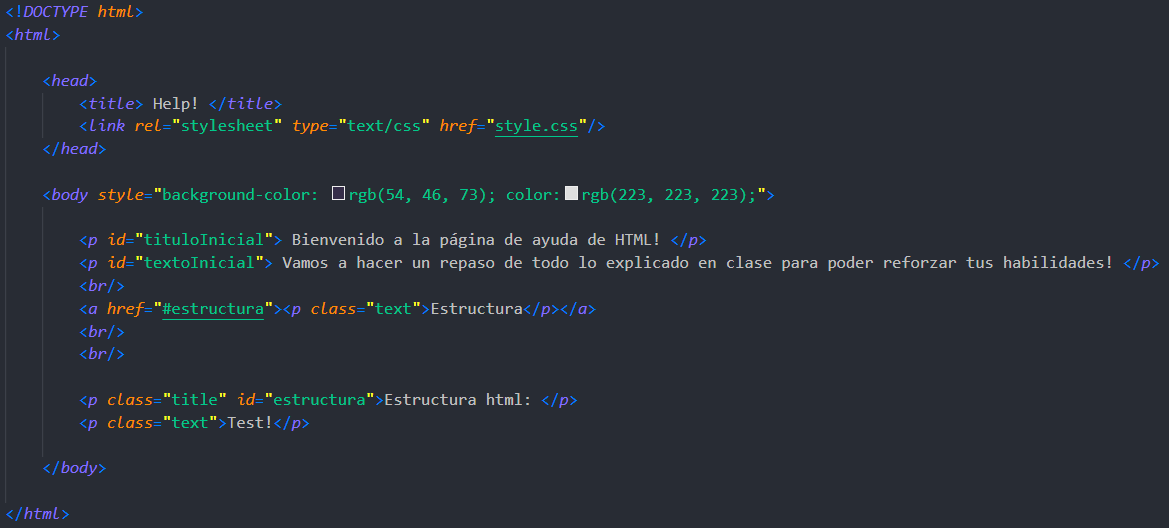 <!DOCTYPE html>
<html>
<head>
<title> Help! </title>
<link rel="stylesheet" type="text/css" href="style.css"/>
</head>
<body style="background-color: rgb(54, 46, 73); color: rgb(223, 223, 223);">
<p id="tituloInicial"> Bienvenido a la página de ayuda de HTML! </p>
<p id="textoInicial"> Vamos a hacer un repaso de todo lo explicado en clase para poder reforzar tus habilidades! </p>
<br/>
<a href="#estructura"><p class="text">Estructura</p></a>
<br/>
<br/>
<p class="title" id="estructura">Estructura html: </p>
<p class="text">Test!</p>
</body>
</html>